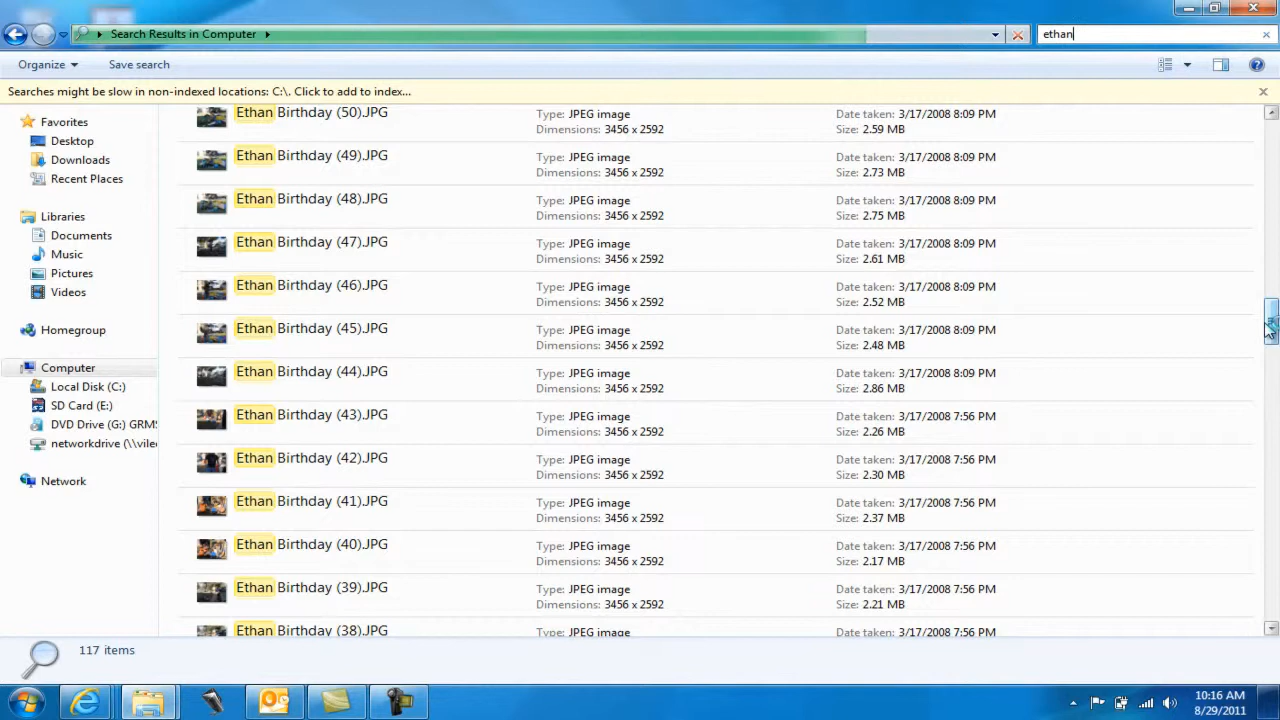 Search Results in Computer
ethan
Organize
Save search
Searches might be slow in non-indexed locations: C:\. Click to add to index...
Favorites
Desktop
Downloads
Recent Places
Libraries
Documents
Music
Pictures
Videos
Homegroup
Computer
Local Disk (C:)
SD Card (E:)
DVD Drive (G:) GRMS
networkdrive (\\vile
Network
Ethan Birthday (50).JPG
Type: JPEG image
Dimensions: 3456 x 2592
Date taken: 3/17/2008 8:09 PM
Size: 2.59 MB
Ethan Birthday (49).JPG
Type: JPEG image
Dimensions: 3456 x 2592
Date taken: 3/17/2008 8:09 PM
Size: 2.73 MB
Ethan Birthday (48).JPG
Type: JPEG image
Dimensions: 3456 x 2592
Date taken: 3/17/2008 8:09 PM
Size: 2.75 MB
Ethan Birthday (47).JPG
Type: JPEG image
Dimensions: 3456 x 2592
Date taken: 3/17/2008 8:09 PM
Size: 2.61 MB
Ethan Birthday (46).JPG
Type: JPEG image
Dimensions: 3456 x 2592
Date taken: 3/17/2008 8:09 PM
Size: 2.52 MB
Ethan Birthday (45).JPG
Type: JPEG image
Dimensions: 3456 x 2592
Date taken: 3/17/2008 8:09 PM
Size: 2.48 MB
Ethan Birthday (44).JPG
Type: JPEG image
Dimensions: 3456 x 2592
Date taken: 3/17/2008 8:09 PM
Size: 2.86 MB
Ethan Birthday (43).JPG
Type: JPEG image
Dimensions: 3456 x 2592
Date taken: 3/17/2008 7:56 PM
Size: 2.26 MB
Ethan Birthday (42).JPG
Type: JPEG image
Dimensions: 3456 x 2592
Date taken: 3/17/2008 7:56 PM
Size: 2.30 MB
Ethan Birthday (41).JPG
Type: JPEG image
Dimensions: 3456 x 2592
Date taken: 3/17/2008 7:56 PM
Size: 2.37 MB
Ethan Birthday (40).JPG
Type: JPEG image
Dimensions: 3456 x 2592
Date taken: 3/17/2008 7:56 PM
Size: 2.17 MB
Ethan Birthday (39).JPG
Type: JPEG image
Dimensions: 3456 x 2592
Date taken: 3/17/2008 7:56 PM
Size: 2.21 MB
Ethan Birthday (38).JPG
Type: JPEG image
Date taken: 3/17/2008 7:56 PM
117 items
10:16 AM
8/29/2011